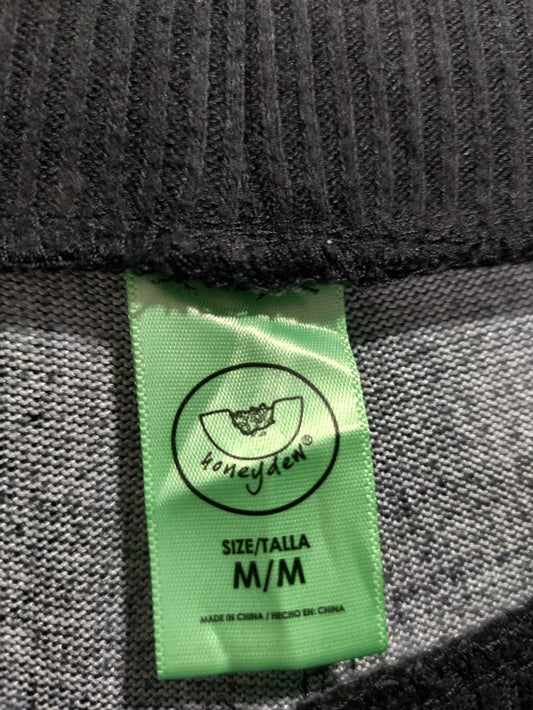 honeydew®
SIZE/TALLA
M/M
MADE IN CHINA / HECHO EN: CHINA